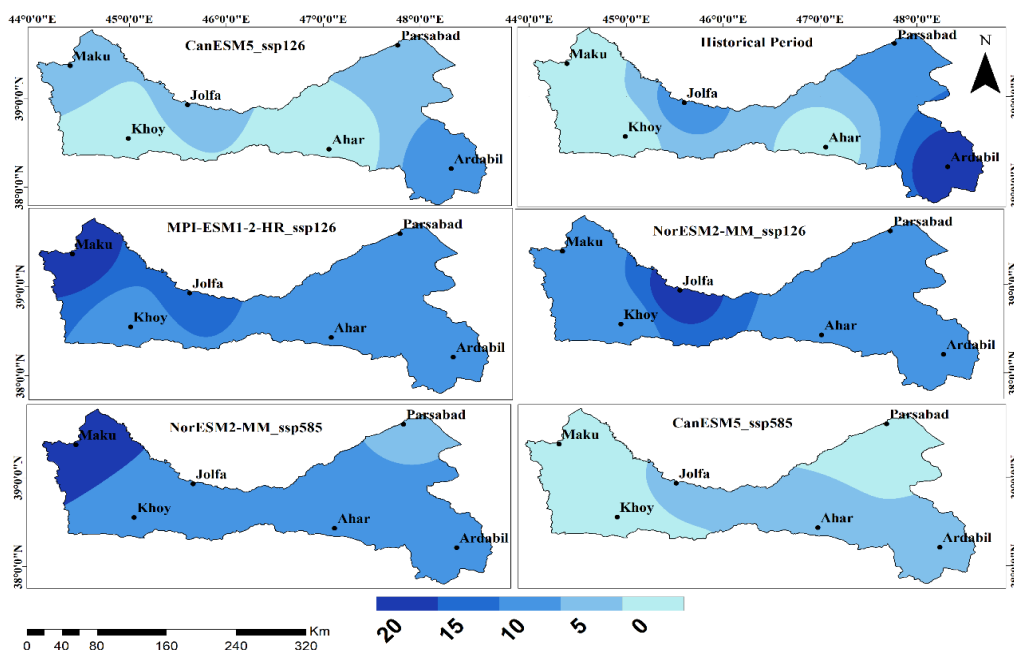 44°0'0"E 45°0'0"E 46°0'0"E 47°0'0"E 48°0'0"E
44°0'0"E 45°0'0"E 46°0'0"E 47°0'0"E 48°0'0"E
CanESM5_ssp126
Parsabad
Maku
Jolfa
Khoy
Ahar
Ardabil
39°0'0"N
38°0'0"N
Historical Period
Parsabad
N
Maku
Jolfa
Khoy
Ahar
Ardabil
MPI-ESM1-2-HR_ssp126
Parsabad
Maku
Jolfa
Khoy
Ahar
Ardabil
39°0'0"N
38°0'0"N
NorESM2-MM_ssp126
Parsabad
Maku
Jolfa
Khoy
Ahar
Ardabil
NorESM2-MM_ssp585
Parsabad
Maku
Jolfa
Khoy
Ahar
Ardabil
39°0'0"N
38°0'0"N
CanESM5_ssp585
Parsabad
Maku
Jolfa
Khoy
Ahar
Ardabil
20 15 10 5 0
Km
0 40 80 160 240 320